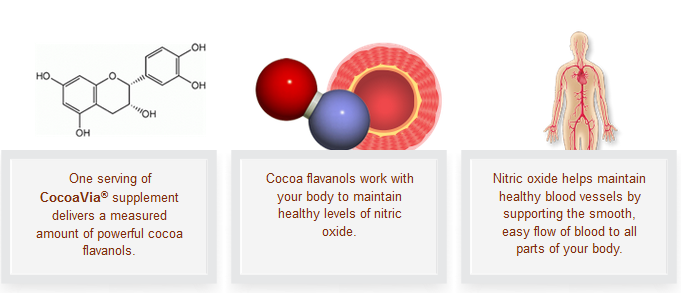 OH
HO
O
OH
OH
OH
One serving of
CocoaVia® supplement
delivers a measured
amount of powerful cocoa
flavanols.
Cocoa flavanols work with
your body to maintain
healthy levels of nitric
oxide.
Nitric oxide helps maintain
healthy blood vessels by
supporting the smooth,
easy flow of blood to all
parts of your body.